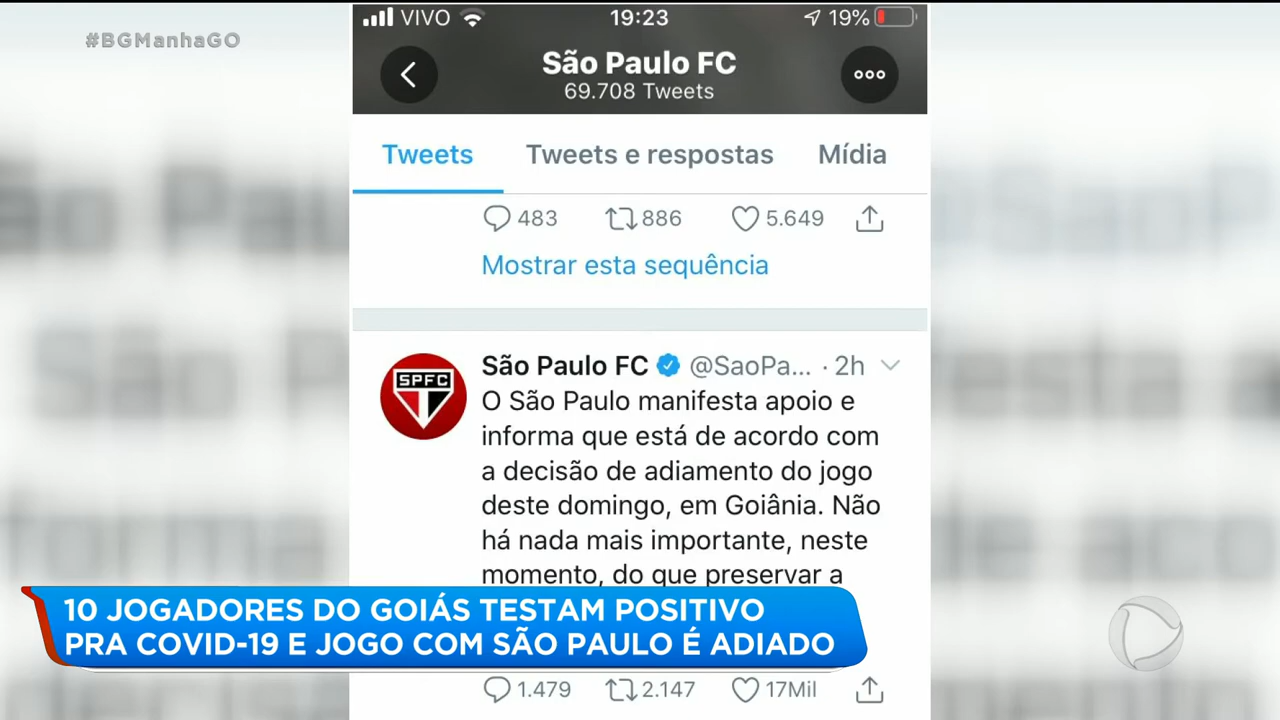 #BGManhaGO
VIVO
19:23
19%
São Paulo FC
69.708 Tweets
Tweets
Tweets e respostas
Mídia
483
886
5.649
Mostrar esta sequência
São Paulo FC @SaoPa... · 2h
SPFC
O São Paulo manifesta apoio e
informa que está de acordo com
a decisão de adiamento do jogo
deste domingo, em Goiânia. Não
há nada mais importante, neste
momento, do que preservar a
10 JOGADORES DO GOIÁS TESTAM POSITIVO
PRA COVID-19 E JOGO COM SÃO PAULO É ADIADO
1.479
2.147
17Mil